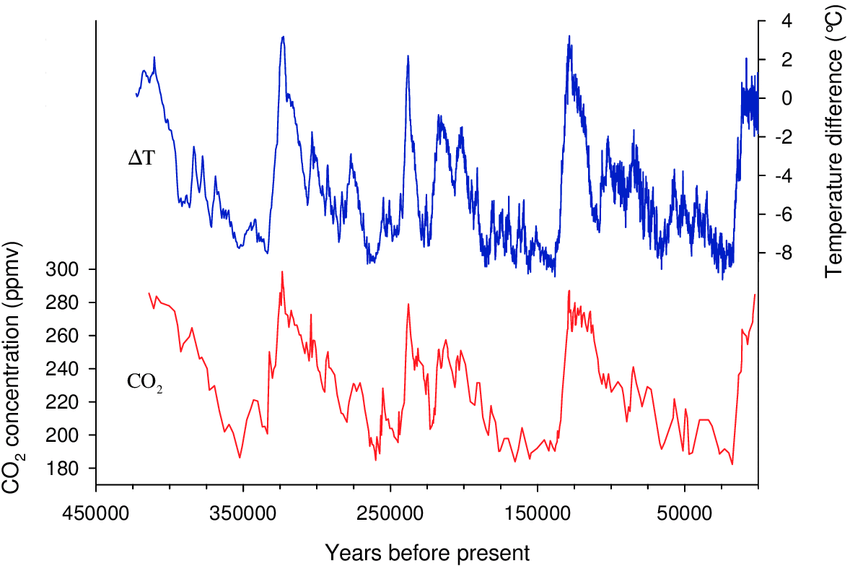 4
2
0
-2
-4
-6
-8
Temperature difference (°C)
ΔT
CO₂ concentration (ppmv)
300
280
260
240
220
200
180
CO₂
450000 350000 250000 150000 50000
Years before present